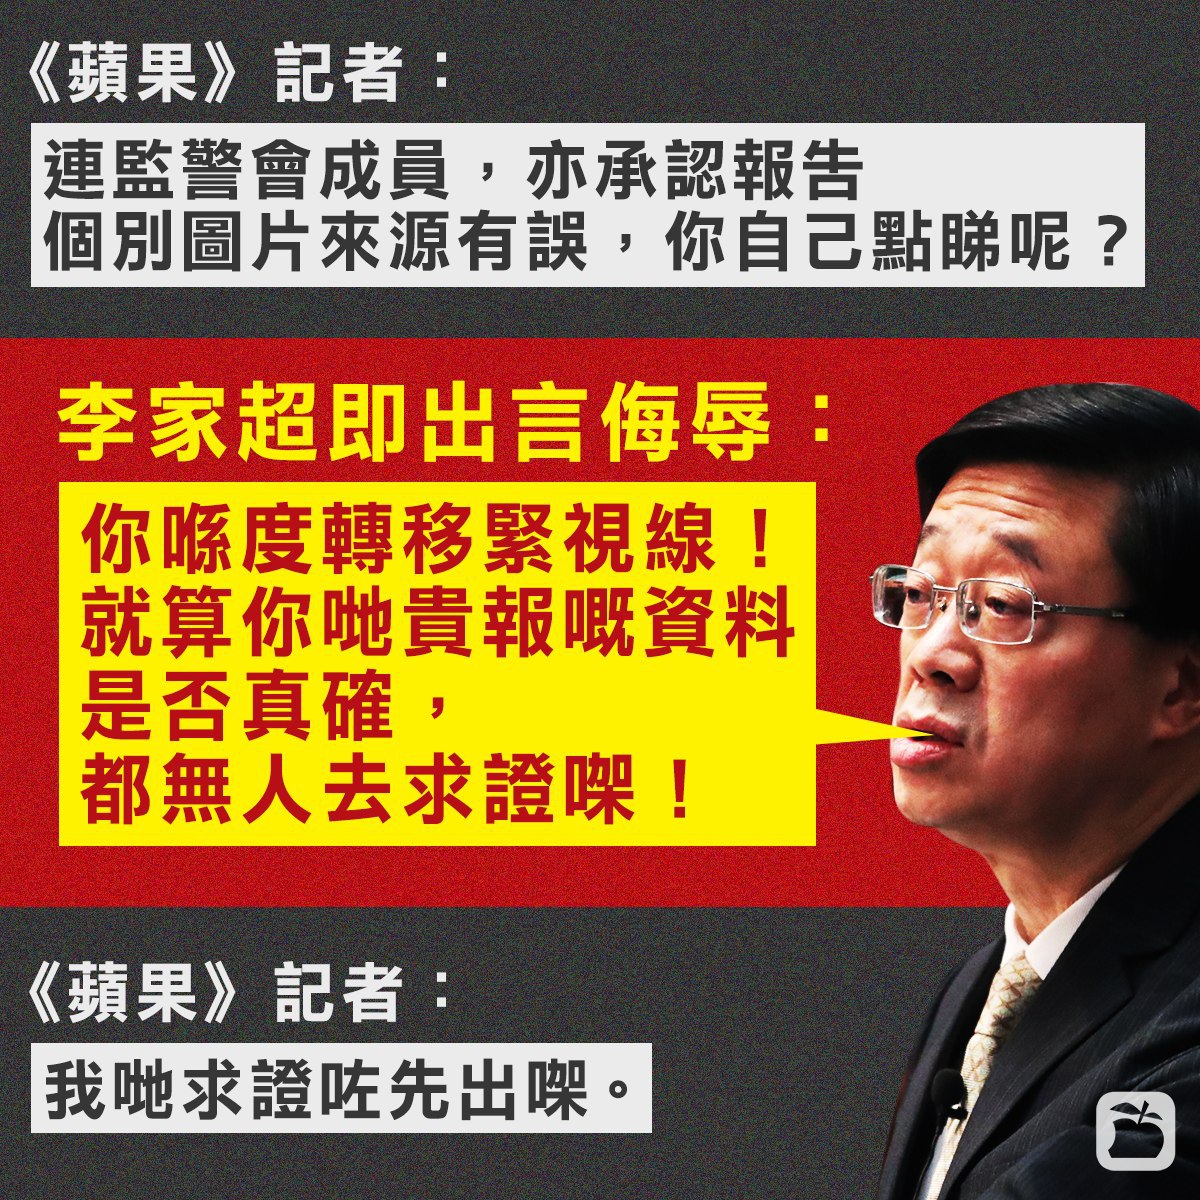 《蘋果》記者：
連監警會成員，亦承認報告
個別圖片來源有誤，你自己點睇呢？
李家超即出言侮辱：
你喺度轉移緊視線！
就算你哋貴報嘅資料
是否真確，
都無人去求證㗎！
《蘋果》記者：
我哋求證咗先出㗎。